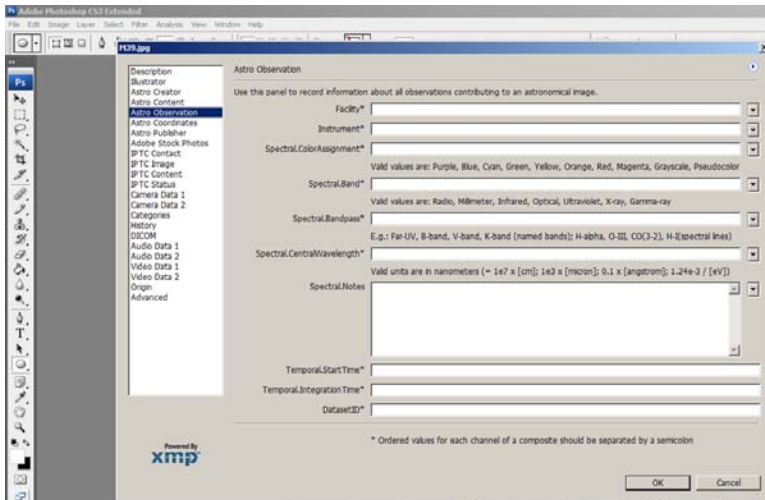 Adobe Photoshop CS3 Extended
File Edit Image Layer Select Filter Analysis View Window Help
M39.jpg
Ps
Description
Illustrator
Astro Creator
Astro Content
Astro Observation
Astro Coordinates
Astro Publisher
Adobe Stock Photos
IPTC Contact
IPTC Image
IPTC Content
IPTC Status
Camera Data 1
Camera Data 2
Categories
History
DICOM
Audio Data 1
Audio Data 2
Video Data 1
Video Data 2
Origin
Advanced
Powered By
xmp
Astro Observation
Use this panel to record information about all observations contributing to an astronomical image.
Facility*
Instrument*
Spectral.ColorAssignment*
Valid values are: Purple, Blue, Cyan, Green, Yellow, Orange, Red, Magenta, Grayscale, Pseudocolor
Spectral.Band*
Valid values are: Radio, Millimeter, Infrared, Optical, Ultraviolet, X-ray, Gamma-ray
Spectral.Bandpass*
E.g.: Far-UV, B-band, V-band, K-band (named bands); H-alpha, O-III, CO(3-2), H-I(spectral lines)
Spectral.CentralWavelength*
Valid units are in nanometers (= 1e7 x [cm]; 1e3 x [micron]; 0.1 x [angstrom]; 1.24e-3 / [eV])
Spectral.Notes
Temporal.StartTime*
Temporal.IntegrationTime*
DatasetID*
* Ordered values for each channel of a composite should be separated by a semicolon
OK Cancel